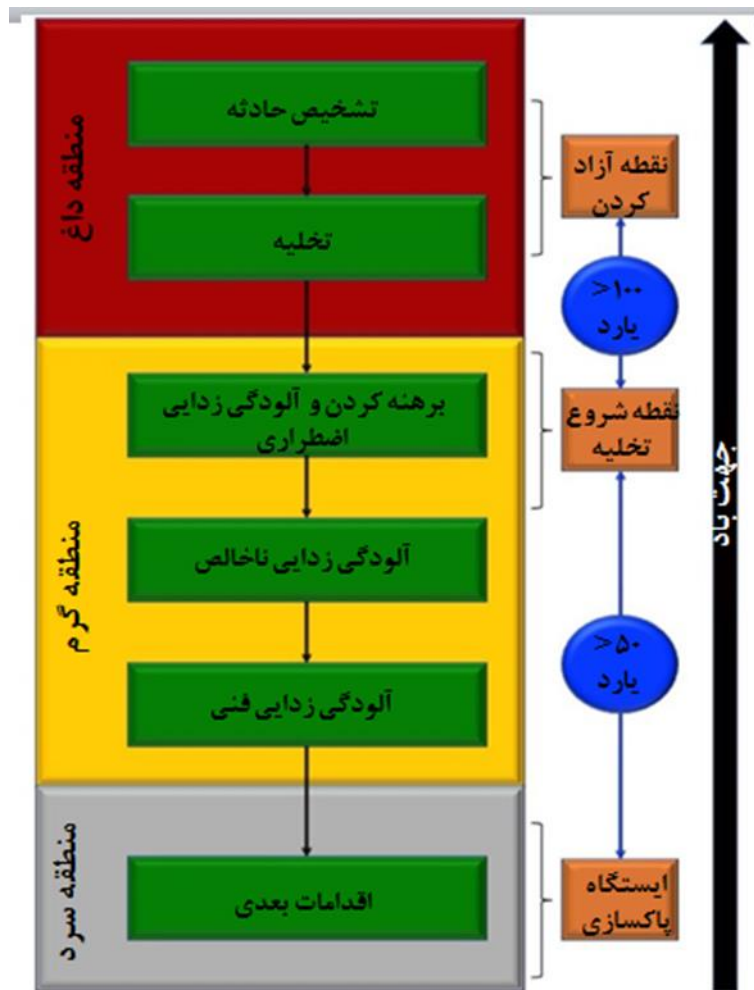 منطقه داغ
تشخیص حادثه
تخلیه
نقطه آزاد
کردن
>۱۰۰
یارد
منطقه گرم
برهنه کردن و آلودگی زدایی
اضطراری
نقطه شروع
تخلیه
آلودگی زدایی ناخالص
آلودگی زدایی فنی
>۵۰
یارد
جهت باد
منطقه سرد
اقدامات بعدی
ایستگاه
پاکسازی